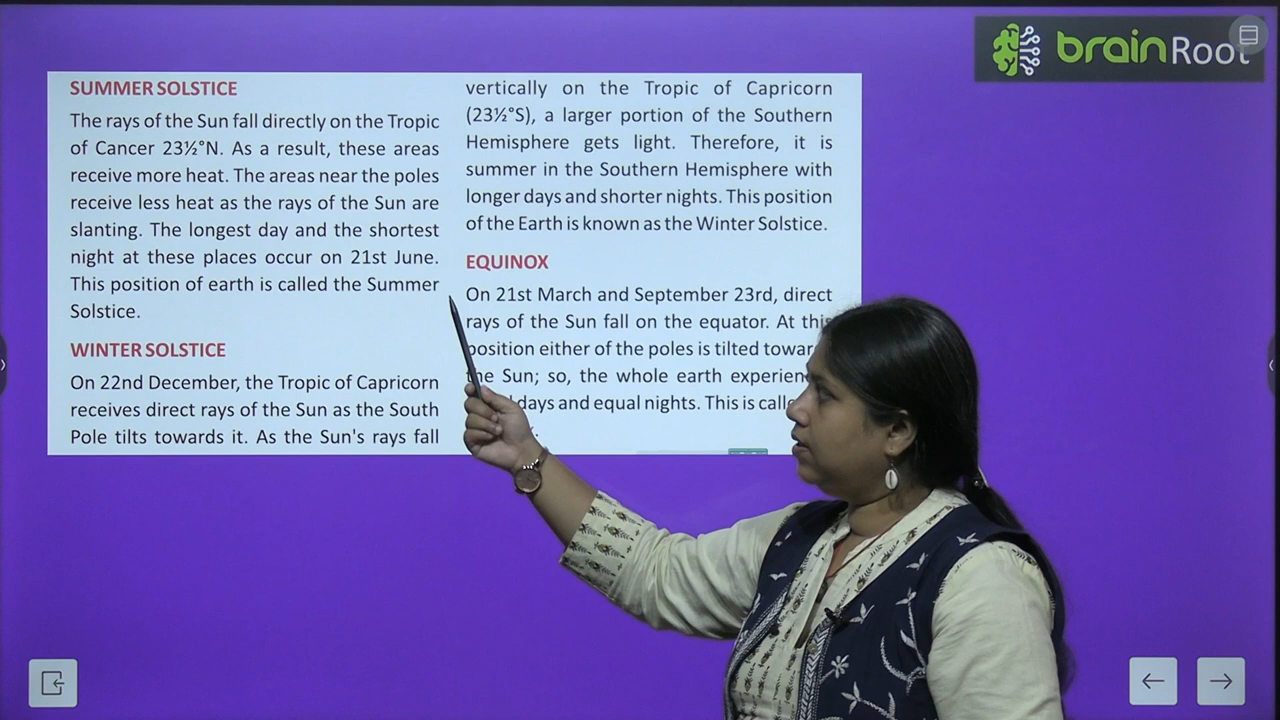 brainRoot
SUMMER SOLSTICE
The rays of the Sun fall directly on the Tropic
of Cancer 23½°N. As a result, these areas
receive more heat. The areas near the poles
receive less heat as the rays of the Sun are
slanting. The longest day and the shortest
night at these places occur on 21st June.
This position of earth is called the Summer
Solstice.
WINTER SOLSTICE
On 22nd December, the Tropic of Capricorn
receives direct rays of the Sun as the South
Pole tilts towards it. As the Sun's rays fall
vertically on the Tropic of Capricorn
(23½°S), a larger portion of the Southern
Hemisphere gets light. Therefore, it is
summer in the Southern Hemisphere with
longer days and shorter nights. This position
of the Earth is known as the Winter Solstice.
EQUINOX
On 21st March and September 23rd, direct
rays of the Sun fall on the equator. At this
position either of the poles is tilted
the Sun; so, the whole earth
days and equal nights. This is